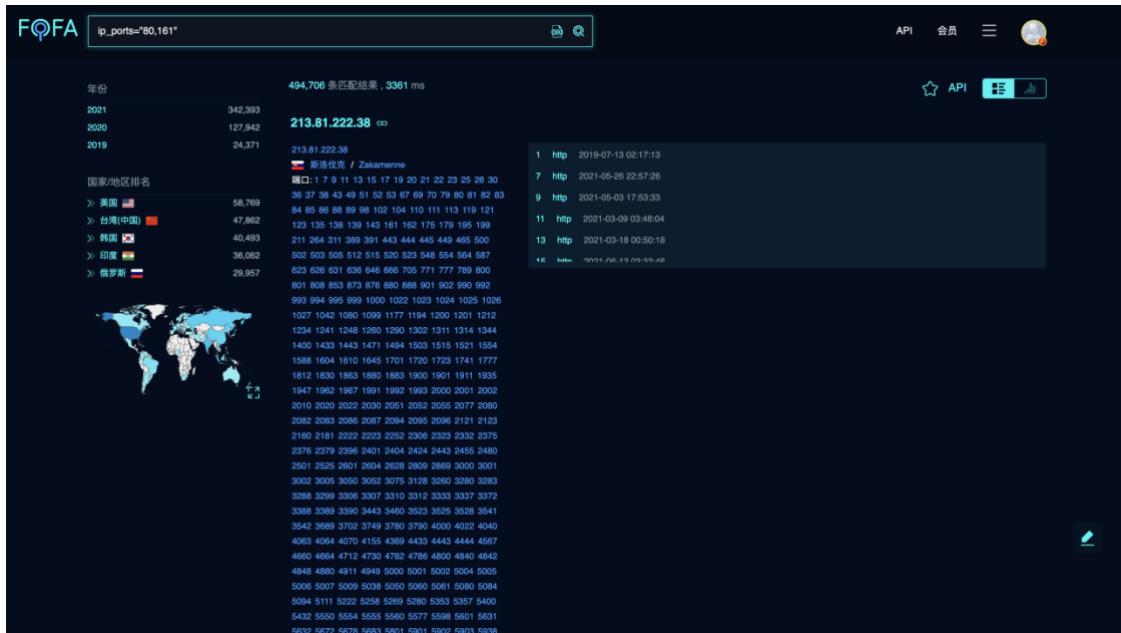 FOFA
ip_ports="80,161"
API 会员
年份
2021 342,393
2020 127,942
2019 24,371
国家/地区排名
美国 58,769
台湾(中国) 47,862
韩国 40,493
印度 36,062
俄罗斯 29,957
494,706 条匹配结果 , 3361 ms
API
213.81.222.38
213.81.222.38
斯洛伐克 / Zakamenne
端口: 1 7 9 11 13 15 17 19 20 21 22 23 25 26 30
36 37 38 43 49 51 52 53 67 69 70 79 80 81 82 83
84 85 86 88 89 98 102 104 110 111 113 119 121
123 135 138 139 143 161 162 175 179 195 199
211 264 311 389 391 443 444 445 449 465 500
502 503 505 512 515 520 523 548 554 564 587
623 626 631 636 646 666 705 771 777 789 800
801 808 853 873 876 880 888 901 902 990 992
993 994 995 999 1000 1022 1023 1024 1025 1026
1027 1042 1080 1099 1177 1194 1200 1201 1212
1234 1241 1248 1260 1290 1302 1311 1314 1344
1400 1433 1443 1471 1494 1503 1515 1521 1554
1588 1604 1610 1645 1701 1720 1723 1741 1777
1812 1830 1863 1880 1883 1900 1901 1911 1935
1947 1962 1967 1991 1992 1993 2000 2001 2002
2010 2020 2022 2030 2051 2052 2055 2077 2080
2082 2083 2086 2087 2094 2095 2096 2121 2123
2160 2181 2222 2223 2252 2306 2323 2332 2375
2376 2379 2396 2401 2404 2424 2443 2455 2480
2501 2525 2601 2604 2628 2809 2869 3000 3001
3002 3005 3050 3052 3075 3128 3260 3280 3283
3288 3299 3306 3307 3310 3312 3333 3337 3372
3388 3389 3390 3443 3460 3523 3525 3528 3541
3542 3689 3702 3749 3780 3790 4000 4022 4040
4063 4064 4070 4155 4369 4433 4443 4444 4567
4660 4664 4712 4730 4782 4786 4800 4840 4842
4848 4880 4911 4949 5000 5001 5002 5004 5005
5006 5007 5009 5038 5050 5060 5061 5080 5084
5094 5111 5222 5258 5269 5280 5353 5357 5400
5432 5550 5554 5555 5560 5577 5598 5601 5631
5632 5672 5678 5683 5801 5901 5902 5903 5938
1 http 2019-07-13 02:17:13
7 http 2021-05-26 22:57:26
9 http 2021-05-03 17:53:33
11 http 2021-03-09 03:48:04
13 http 2021-03-18 00:50:18
15 http 2021-06-13 03:33:46